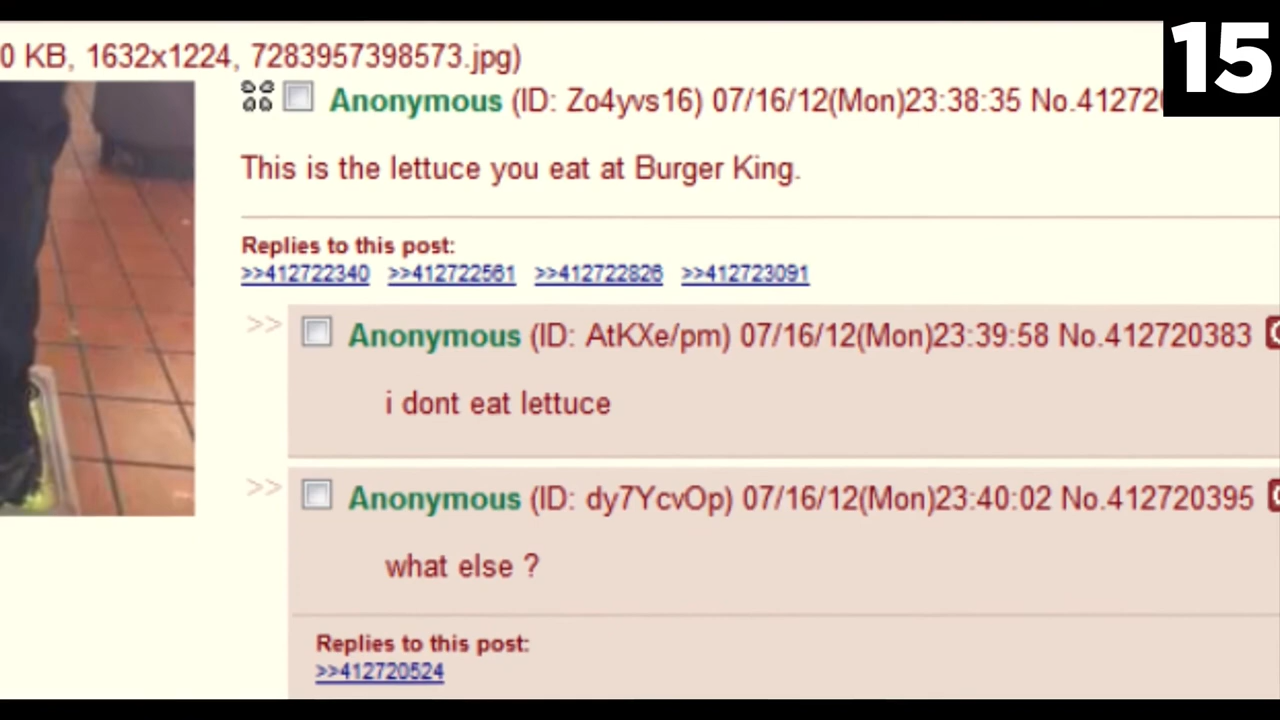 15
0 KB, 1632x1224, 7283957398573.jpg)
Anonymous (ID: Zo4yvs16) 07/16/12(Mon)23:38:35 No.41272
This is the lettuce you eat at Burger King.
Replies to this post:
>>412722340 >>412722561 >>412722826 >>412723091
>> Anonymous (ID: AtKXe/pm) 07/16/12(Mon)23:39:58 No.412720383
i dont eat lettuce
>> Anonymous (ID: dy7YcvOp) 07/16/12(Mon)23:40:02 No.412720395
what else ?
Replies to this post:
>>412720524